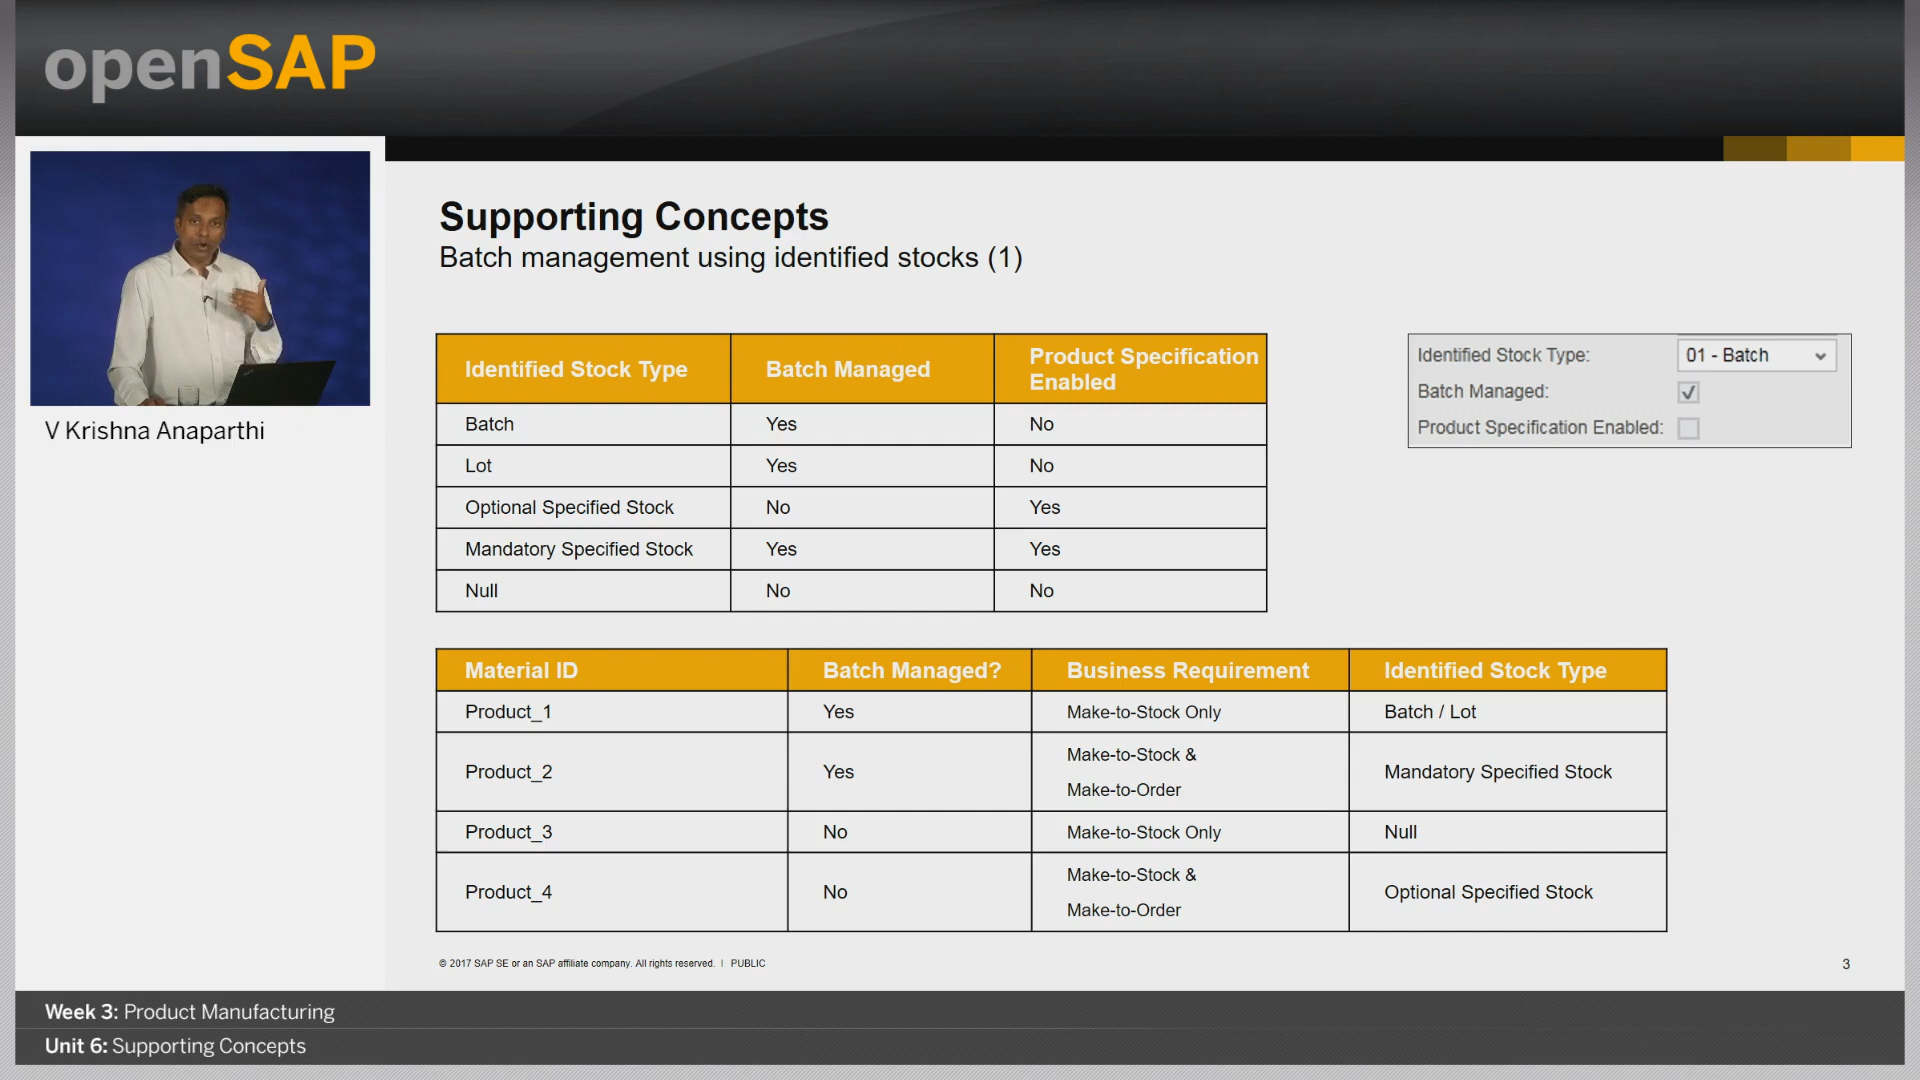 openSAP
V Krishna Anaparthi
Supporting Concepts
Batch management using identified stocks (1)
Identified Stock Type Batch Managed Product Specification Enabled
Batch Yes No
Lot Yes No
Optional Specified Stock No Yes
Mandatory Specified Stock Yes Yes
Null No No
Identified Stock Type: 01 - Batch
Batch Managed:
Product Specification Enabled:
Material ID Batch Managed? Business Requirement Identified Stock Type
Product_1 Yes Make-to-Stock Only Batch / Lot
Product_2 Yes Make-to-Stock & Make-to-Order Mandatory Specified Stock
Product_3 No Make-to-Stock Only Null
Product_4 No Make-to-Stock & Make-to-Order Optional Specified Stock
© 2017 SAP SE or an SAP affiliate company. All rights reserved. | PUBLIC
3
Week 3: Product Manufacturing
Unit 6: Supporting Concepts